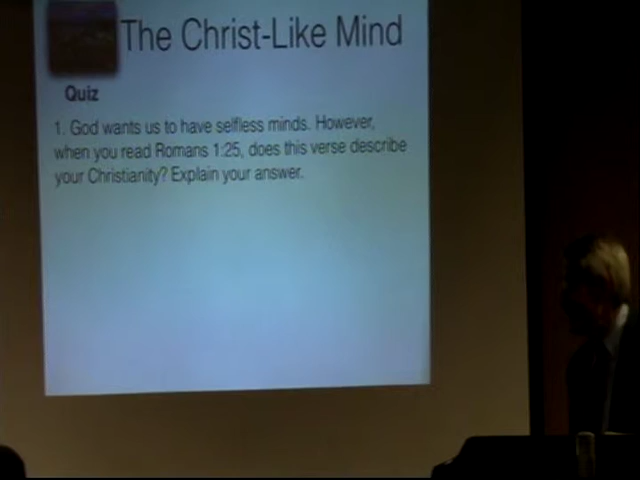 The Christ-Like Mind
Quiz
1. God wants us to have selfless minds. However,
when you read Romans 1:25, does this verse describe
your Christianity? Explain your answer.